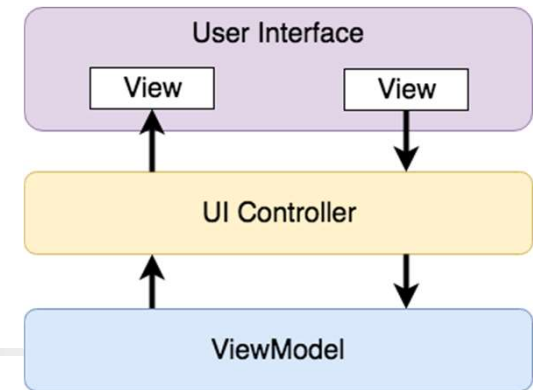 User Interface
View
View
UI Controller
ViewModel